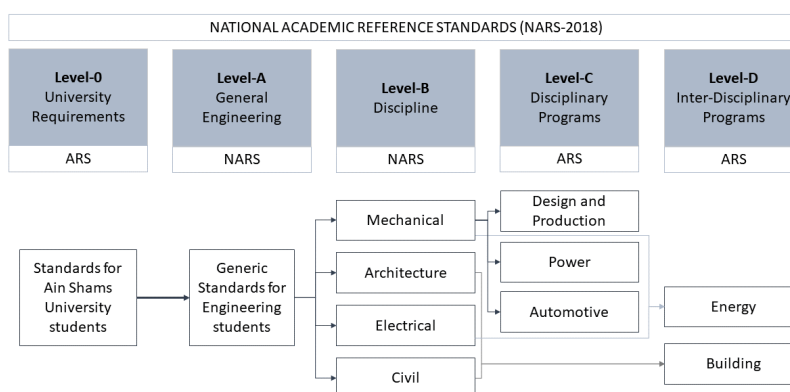 NATIONAL ACADEMIC REFERENCE STANDARDS (NARS-2018)
Level-0
University
Requirements
ARS
Level-A
General
Engineering
NARS
Level-B
Discipline
NARS
Level-C
Disciplinary
Programs
ARS
Level-D
Inter-Disciplinary
Programs
ARS
Standards for
Ain Shams
University
students
Generic
Standards for
Engineering
students
Mechanical
Architecture
Electrical
Civil
Design and
Production
Power
Automotive
Energy
Building